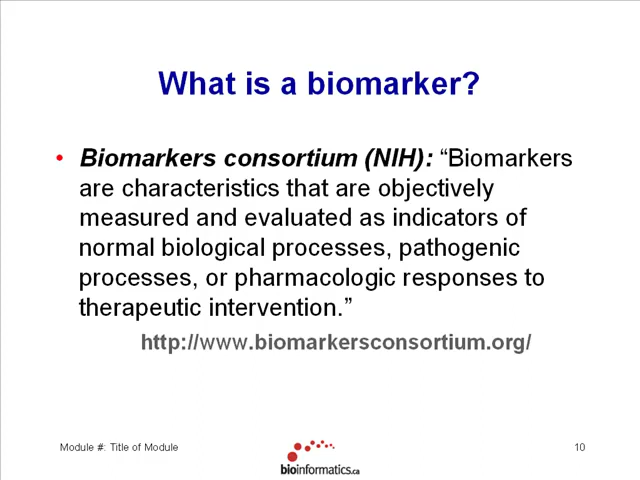 What is a biomarker?
• Biomarkers consortium (NIH): “Biomarkers
are characteristics that are objectively
measured and evaluated as indicators of
normal biological processes, pathogenic
processes, or pharmacologic responses to
therapeutic intervention.”
http://www.biomarkersconsortium.org/
Module #: Title of Module
bioinformatics.ca
10